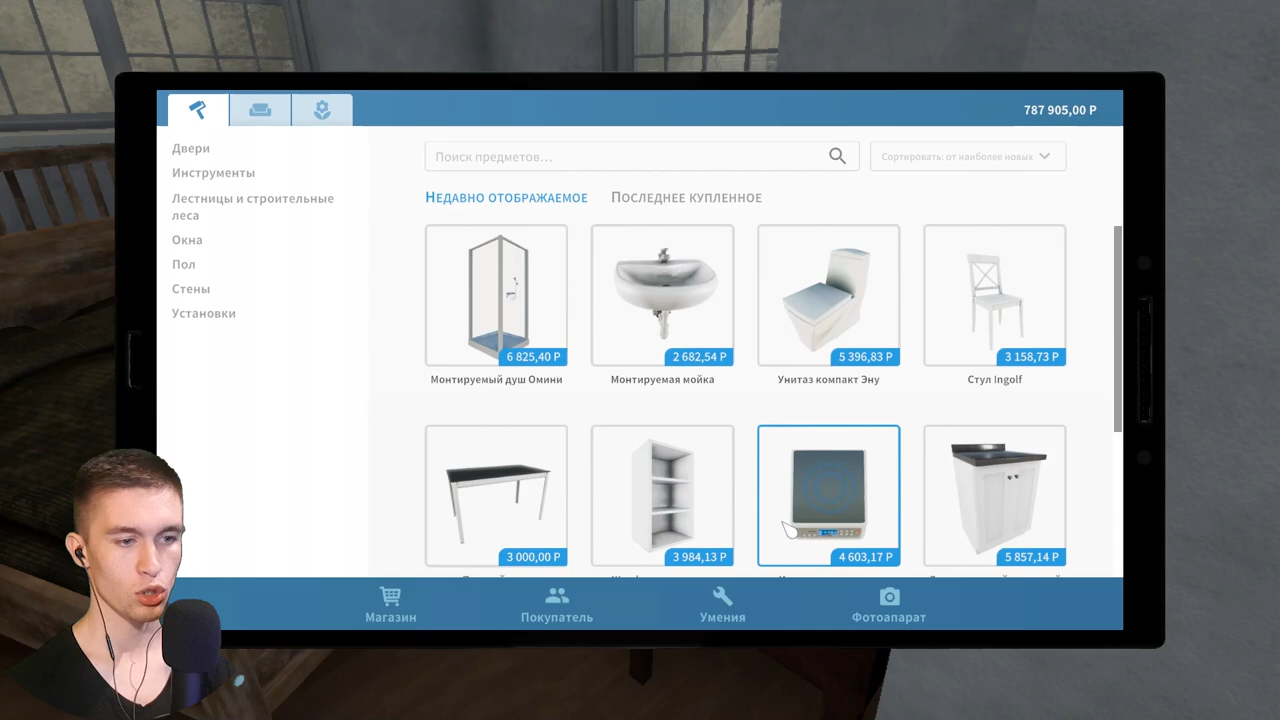 787 905,00 Р
Двери
Инструменты
Лестницы и строительные
леса
Окна
Пол
Стены
Установки
Поиск предметов...
Сортировать: от наиболее новых
Недавно отображаемое
Последнее купленное
6 825,40 Р
2 682,54 Р
5 396,83 Р
3 158,73 Р
Монтируемый душ Омини
Монтируемая мойка
Унитаз компакт Эну
Стул Ingolf
3 000,00 Р
3 984,13 Р
4 603,17 Р
5 857,14 Р
Магазин
Покупатель
Умения
Фотоапарат